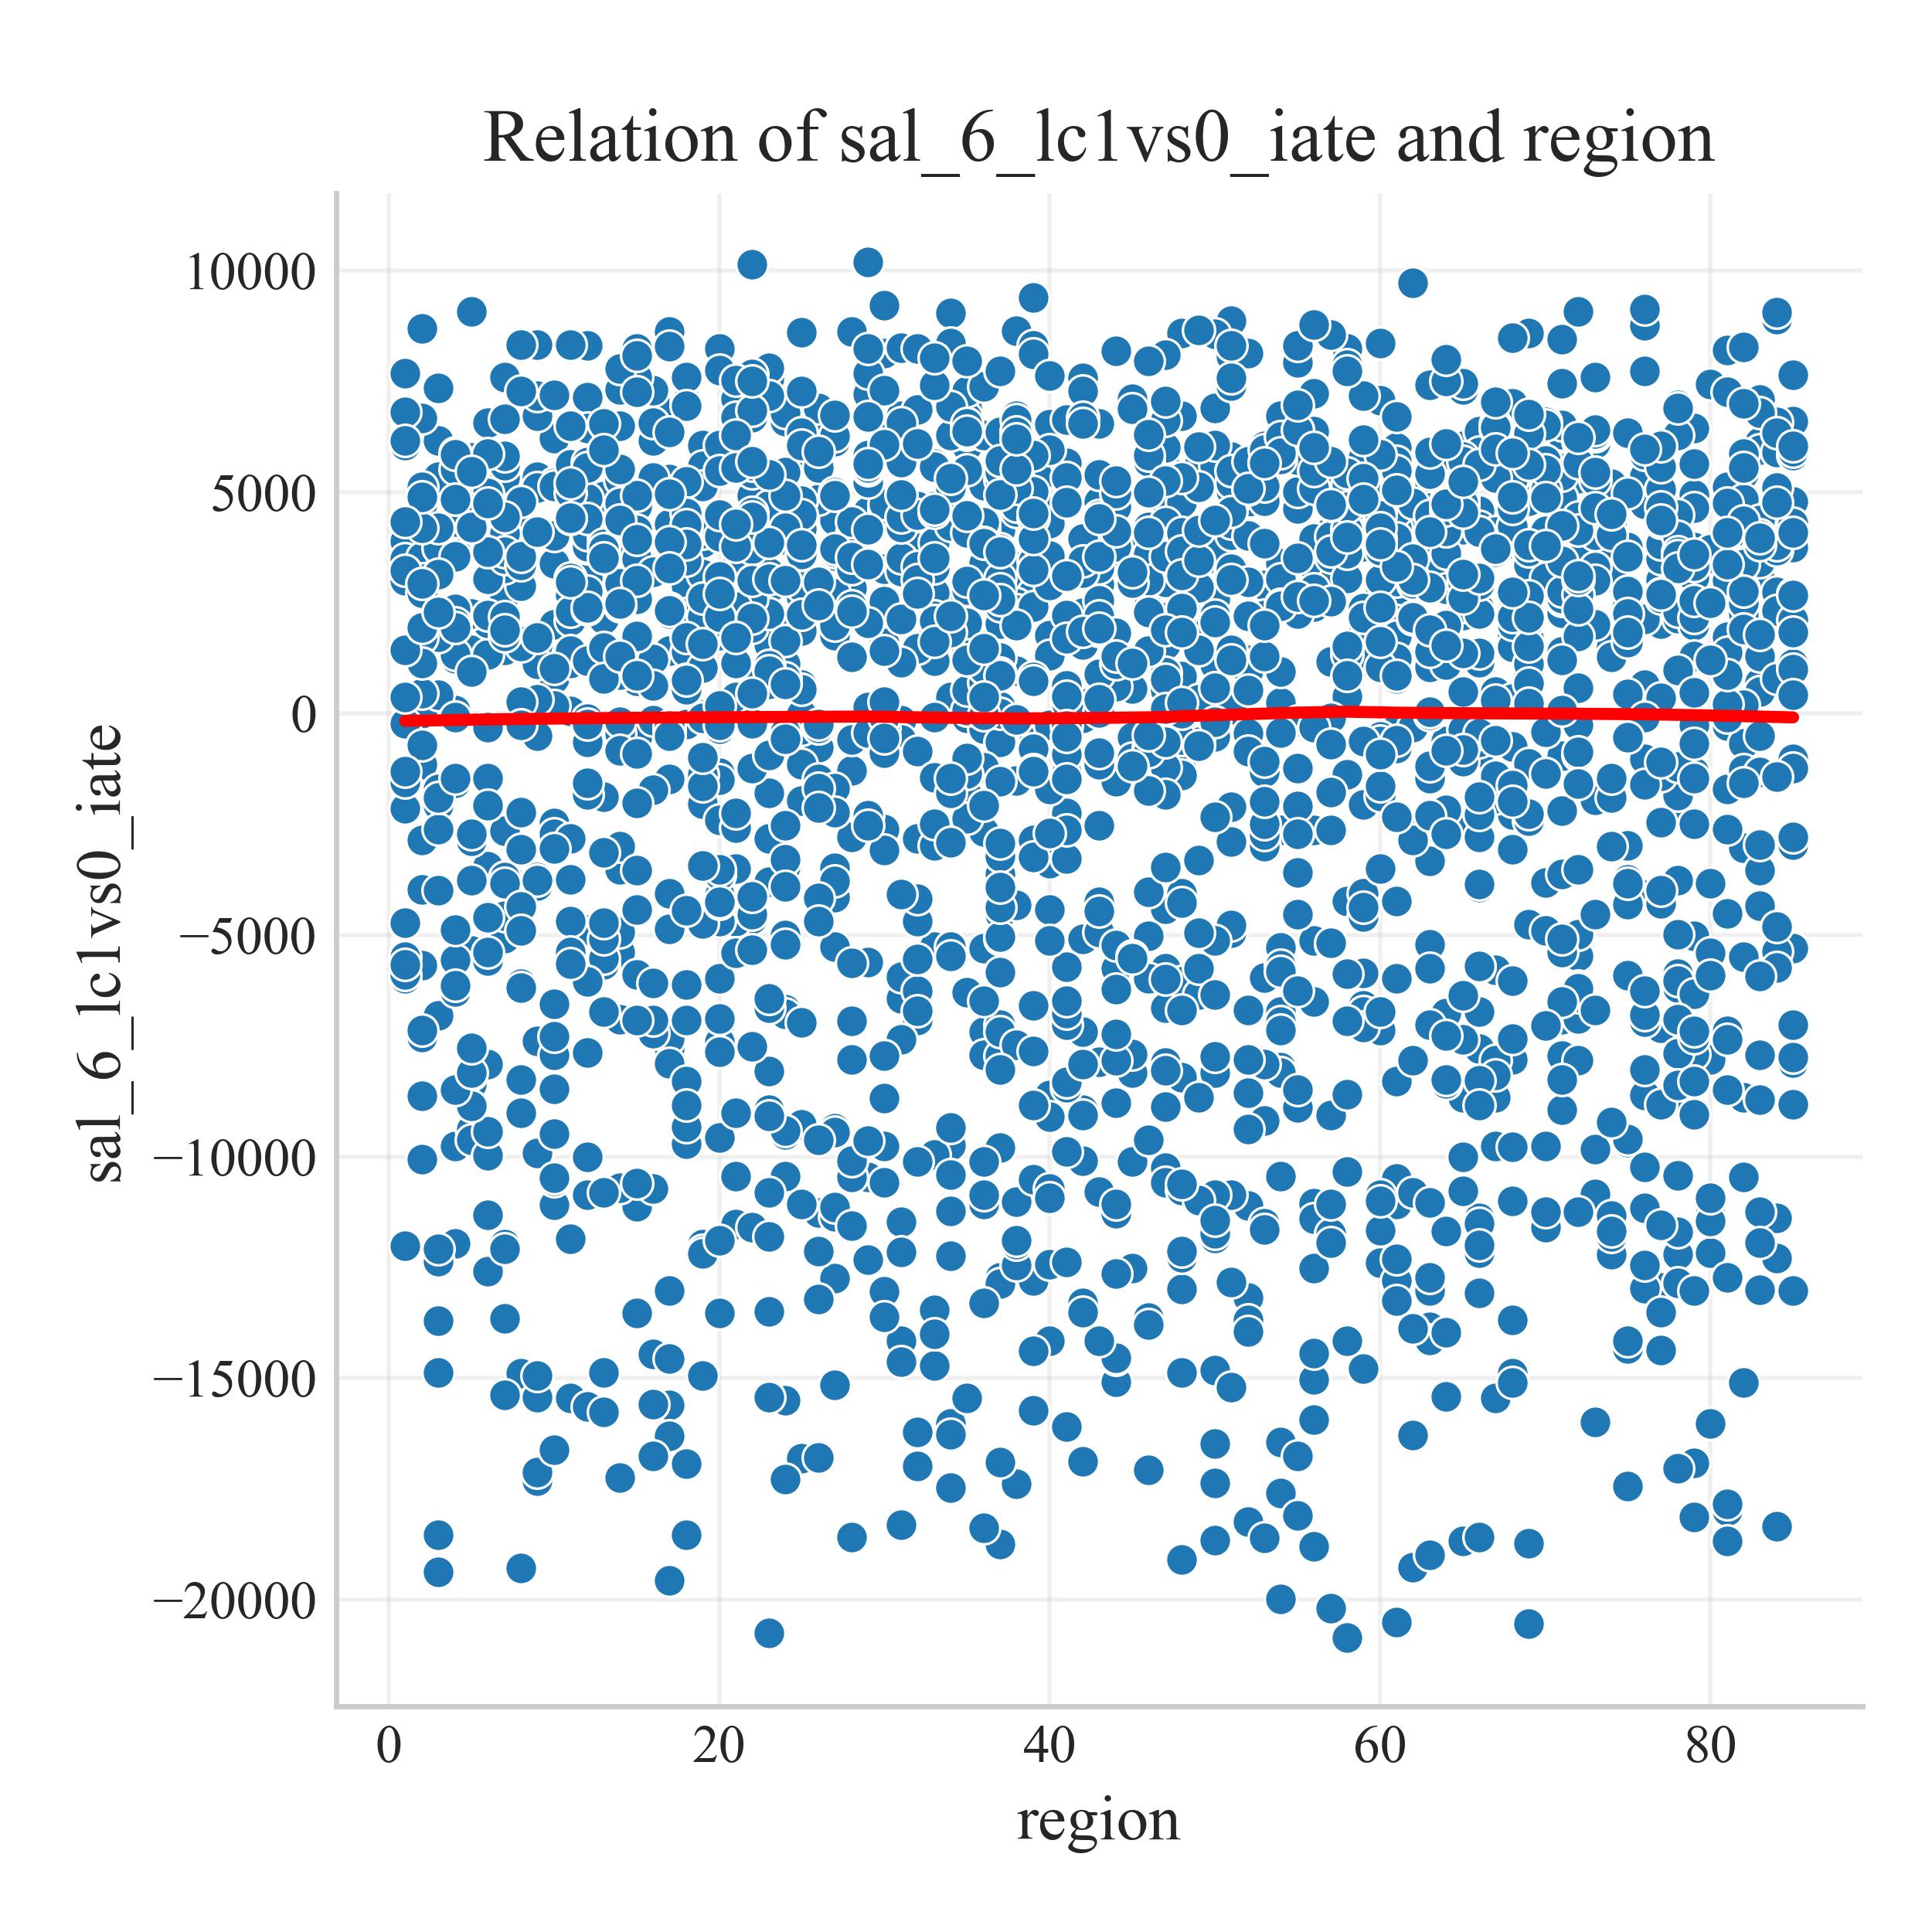 Relation of sal_6_lc1vs0_iate and region
10000
5000
0
−5000
−10000
−15000
−20000
sal_6_lc1vs0_iate
0 20 40 60 80
region